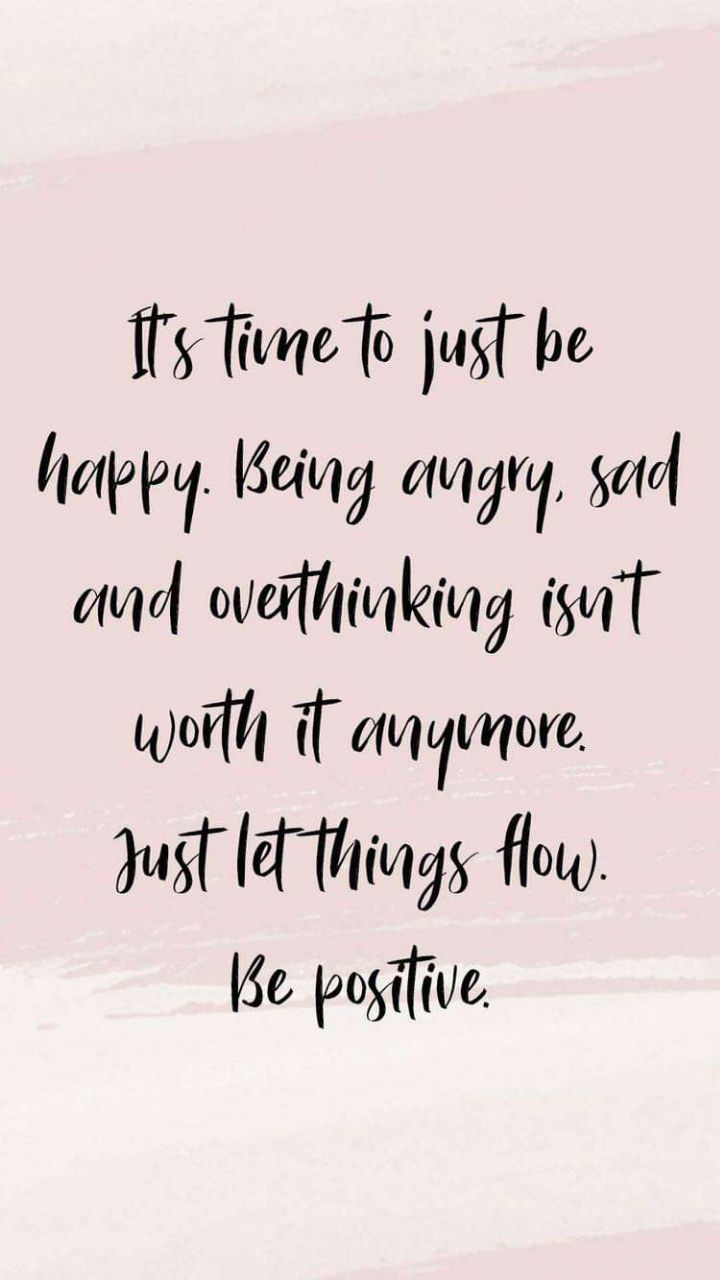 It's time to just be
happy. Being angry, sad
and overthinking isn't
worth it anymore.
Just let things flow.
Be positive.